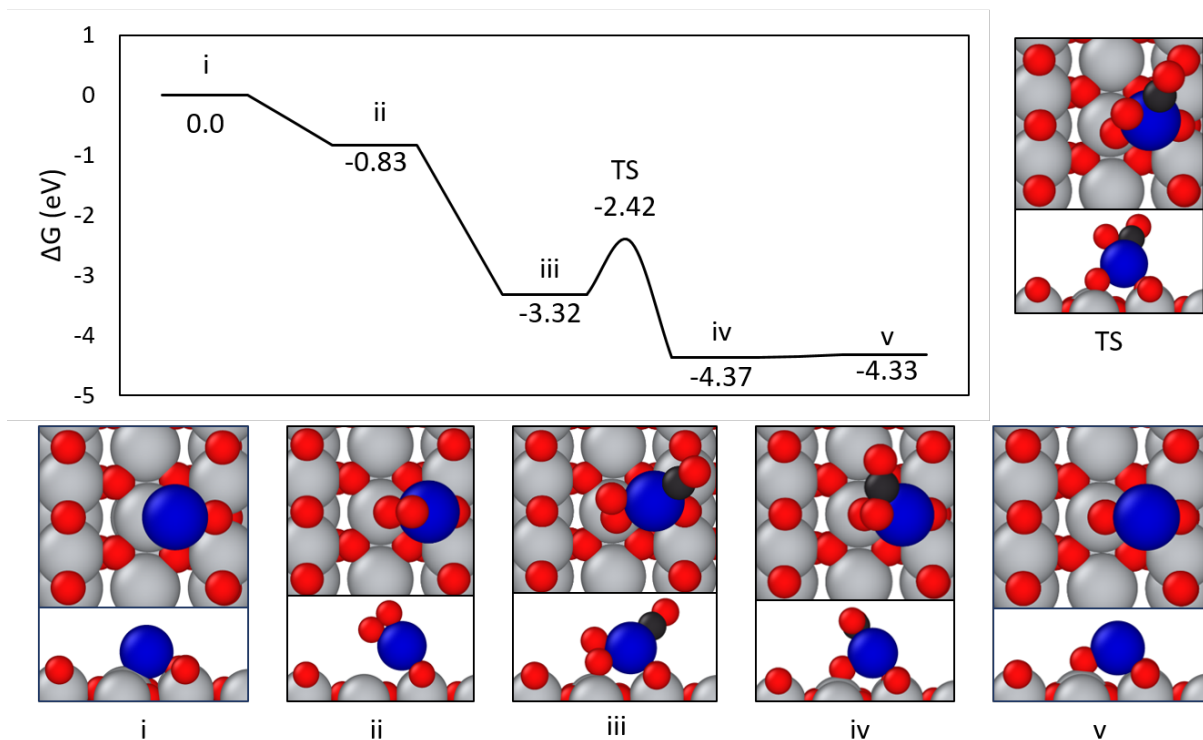 1
0
-1
-2
-3
-4
-5
ΔG (eV)
i
0.0
ii
-0.83
iii
-3.32
TS
-2.42
iv
-4.37
v
-4.33
TS
i
ii
iii
iv
v